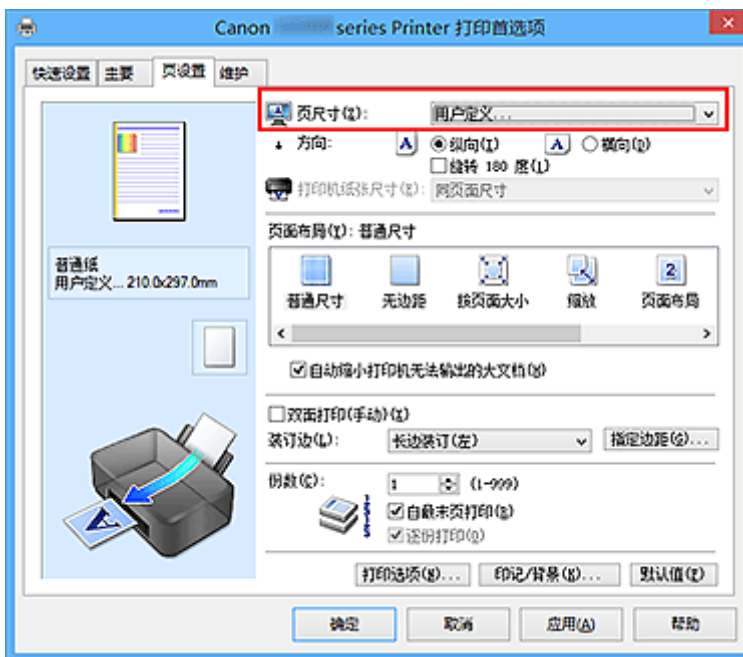 Canon series Printer 打印首选项
快速设置 主要 页设置 维护
页尺寸(Z): 用户定义...
方向: A 纵向(T) A 横向(D)
旋转 180 度(L)
打印机纸张尺寸(E): 同页面尺寸
页面布局(Y): 普通尺寸
普通尺寸 无边距 按页面大小 缩放 页面布局
自动缩小打印机无法输出的大文档(W)
普通纸
用户定义... 210.0x297.0mm
双面打印(手动)(X)
装订边(L): 长边装订(左) 指定边距(G)...
份数(C): 1 (1-999)
自最末页打印(S)
逐份打印(O)
打印选项(N)... 印记/背景(K)... 默认值(F)
确定 取消 应用(A) 帮助